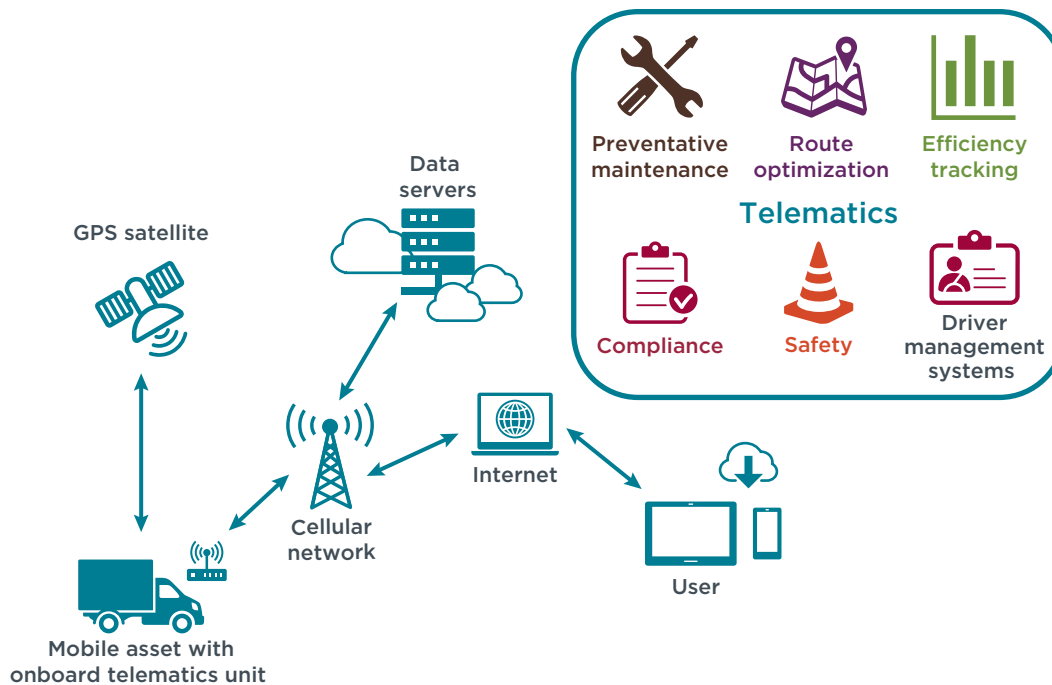 Preventative
maintenance
Route
optimization
Efficiency
tracking
Telematics
Compliance
Safety
Driver
management
systems
Data
servers
GPS satellite
Internet
Cellular
network
User
Mobile asset with
onboard telematics unit